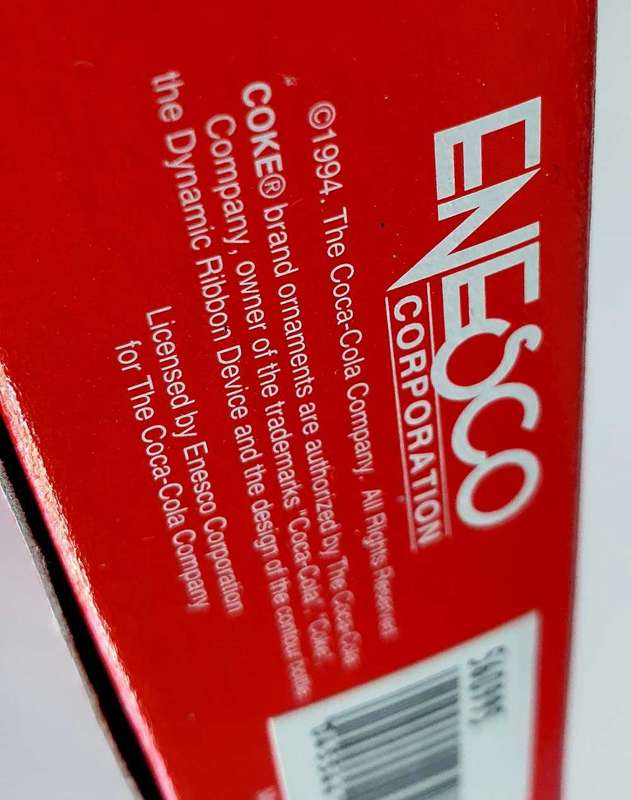 ENESCO
CORPORATION
©1994. The Coca-Cola Company. All Rights Reserved
COKE® brand ornaments are authorized by The Coca-Cola
Company, owner of the trademarks "Coca-Cola", "Coke",
the Dynamic Ribbon Device and the design of the contour bottle.
Licensed by Enesco Corporation
for The Coca-Cola Company